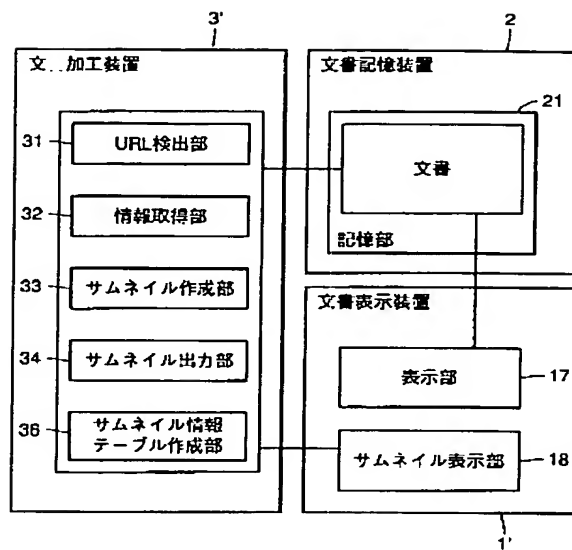 3'
文..加工装置
31
URL検出部
32
情報取得部
33
サムネイル作成部
34
サムネイル出力部
36
サムネイル情報
テーブル作成部
2
文書記憶装置
21
文書
記憶部
文書表示装置
表示部
17
サムネイル表示部
18
1'